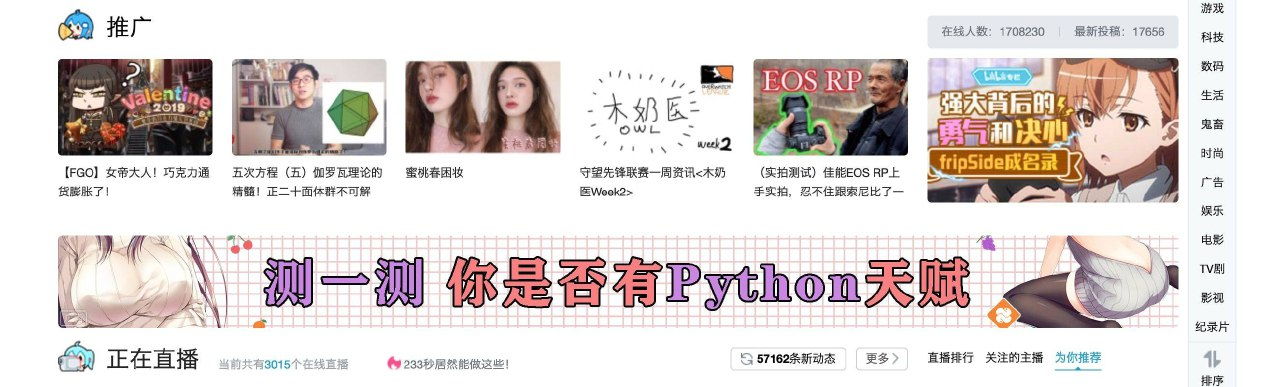 推广
在线人数：1708230 最新投稿：17656
Valentine
2019
EOS RP
木奶医
OWL
week2
OVERWATCH
LEAGUE
强大背后的
勇气和决心
fripSide成名录
【FGO】女帝大人！巧克力通
货膨胀了！
五次方程（五）伽罗瓦理论的
精髓！正二十面体群不可解
蜜桃春困妆
守望先锋联赛一周资讯<木奶
医Week2>
（实拍测试）佳能EOS RP上
手实拍，忍不住跟索尼比了一
测一测 你是否有Python天赋
正在直播 当前共有3015个在线直播 233秒居然能做这些！ 57162条新动态 更多 直播排行 关注的主播 为你推荐
游戏
科技
数码
生活
鬼畜
时尚
广告
娱乐
电影
TV剧
影视
纪录片
排序